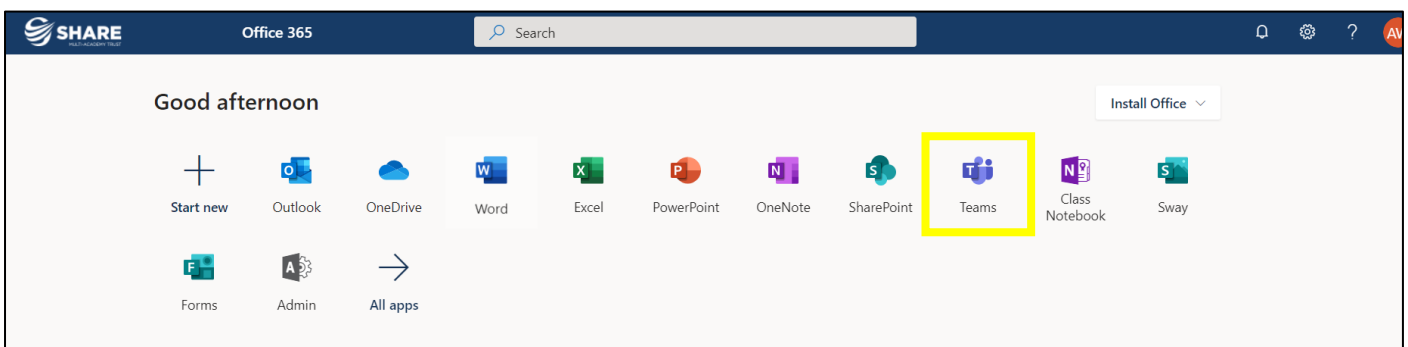 SHARE
MULTI-ACADEMY TRUST
Office 365
Search
?
AW
Good afternoon
Install Office
Start new
Outlook
OneDrive
Word
Excel
PowerPoint
OneNote
SharePoint
Teams
Class
Notebook
Sway
Forms
Admin
All apps